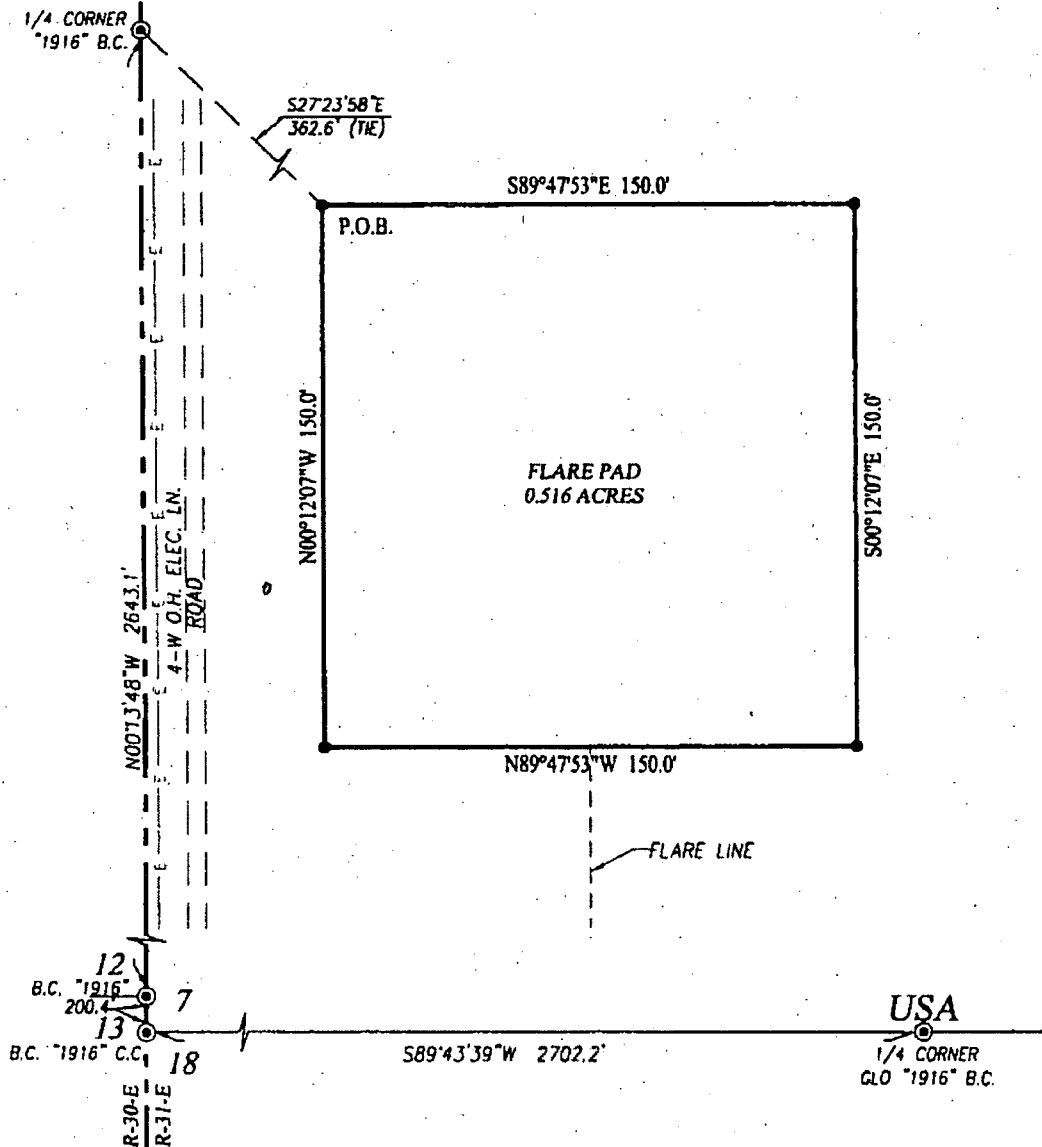 1/4 CORNER
"1916" B.C.
S27°23'58"E
362.6' (TIE)
S89°47'53"E 150.0'
P.O.B.
N00°12'07"W 150.0'
S00°12'07"E 150.0'
FLARE PAD
0.516 ACRES
E
E
E
E
E
E
E
E
E
N00°13'48"W 2643.1'
4-W O.H. ELEC. LN.
ROAD
N89°47'53"W 150.0'
FLARE LINE
12
B.C. "1916"
200.4'
7
13
B.C. "1916" C.C.
18
S89°43'39"W 2702.2'
USA
1/4 CORNER
GLO "1916" B.C.
R-30-E
R-31-E